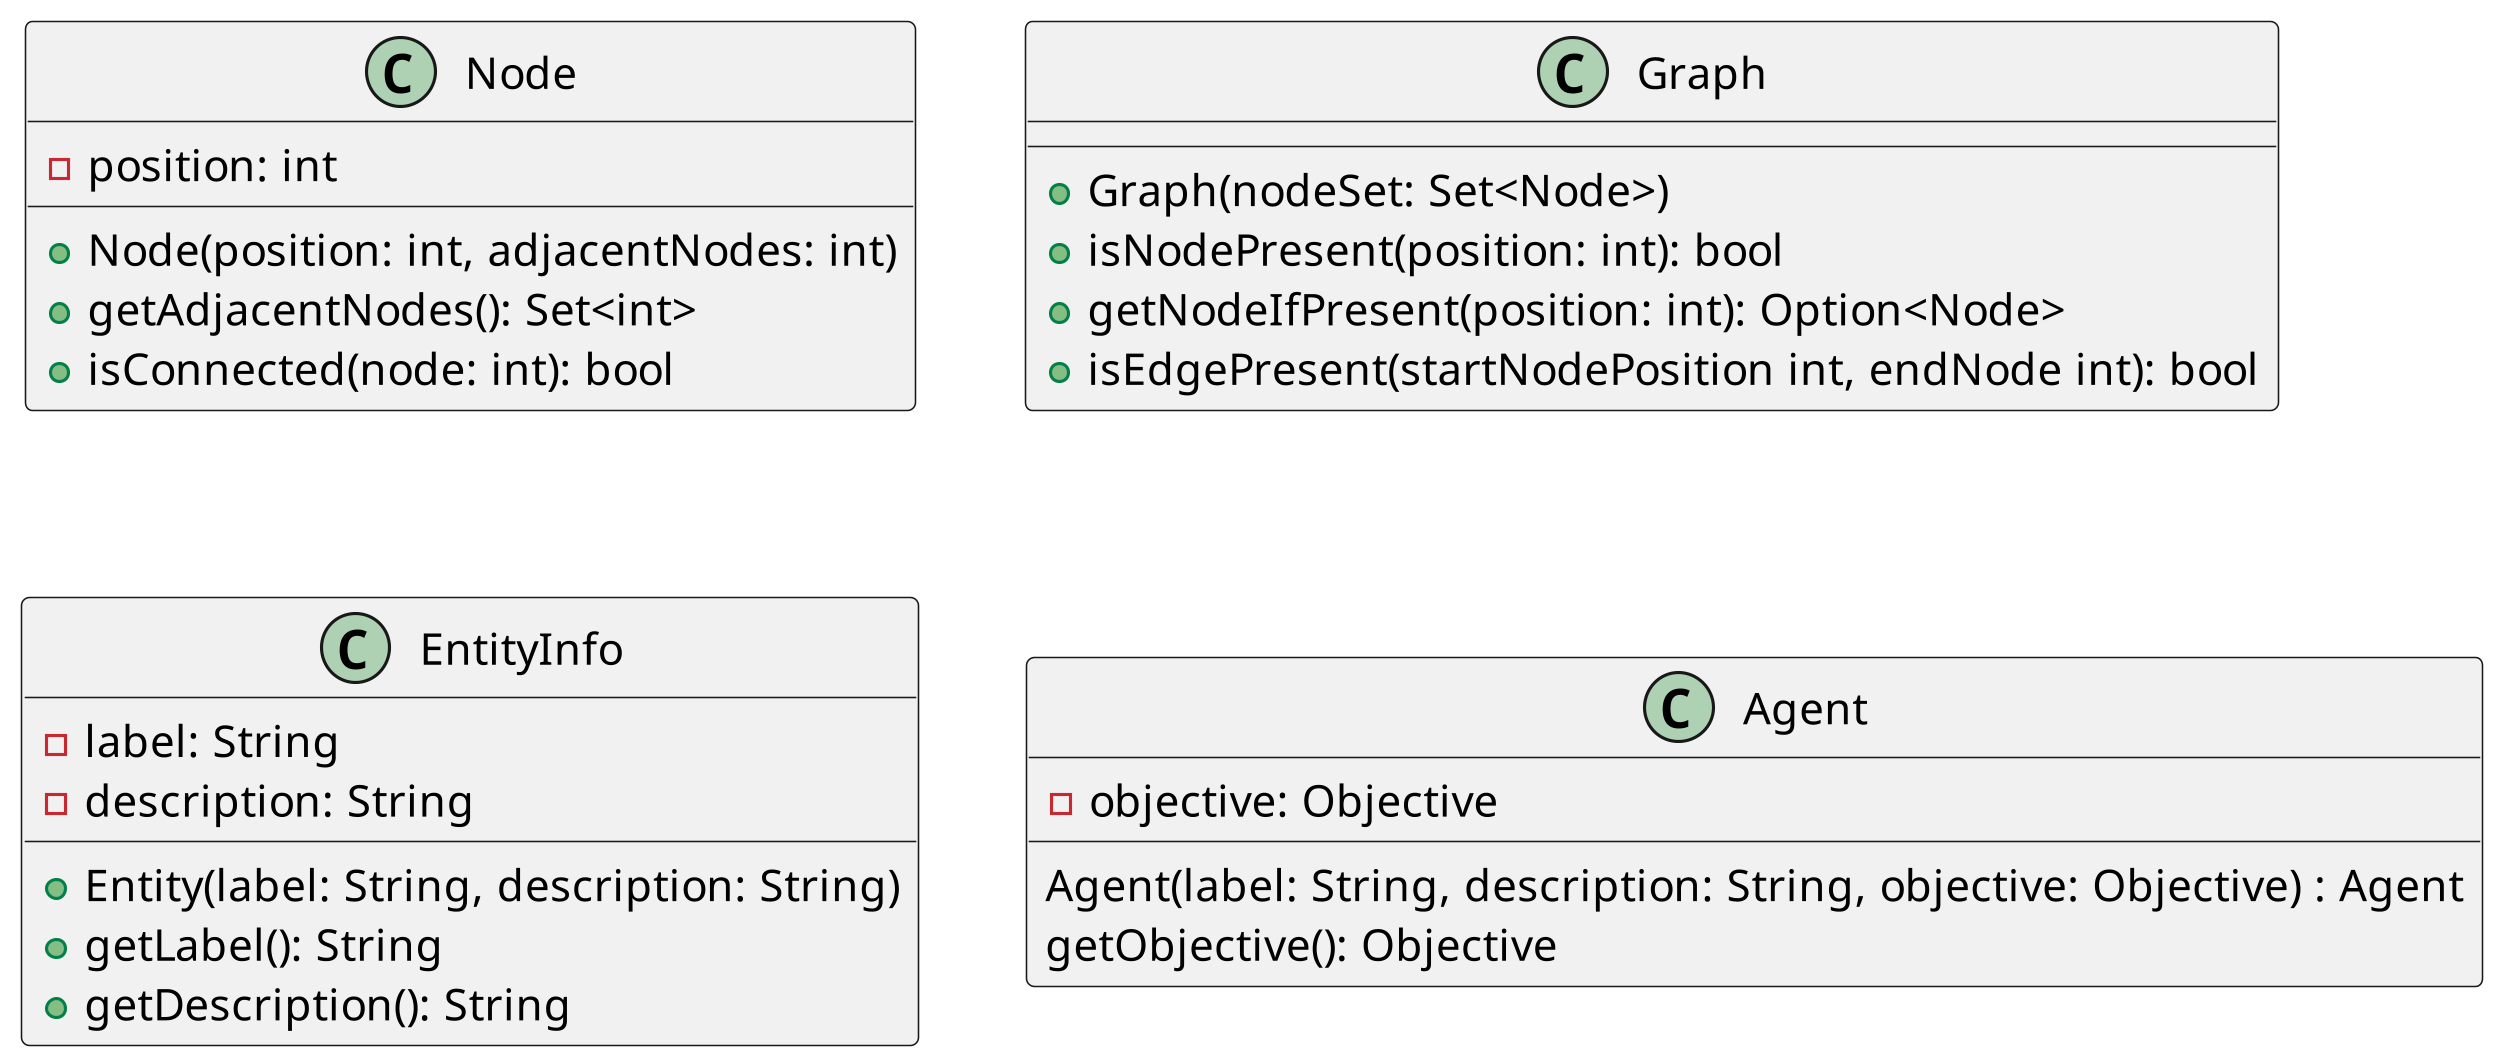 C Node
position: int
Node(position: int, adjacentNodes: int)
getAdjacentNodes(): Set<int>
isConnected(node: int): bool
C Graph
Graph(nodeSet: Set<Node>)
isNodePresent(position: int): bool
getNodeIfPresent(position: int): Option<Node>
isEdgePresent(startNodePosition int, endNode int): bool
C EntityInfo
label: String
description: String
Entity(label: String, description: String)
getLabel(): String
getDescription(): String
C Agent
objective: Objective
Agent(label: String, description: String, objective: Objective) : Agent
getObjective(): Objective